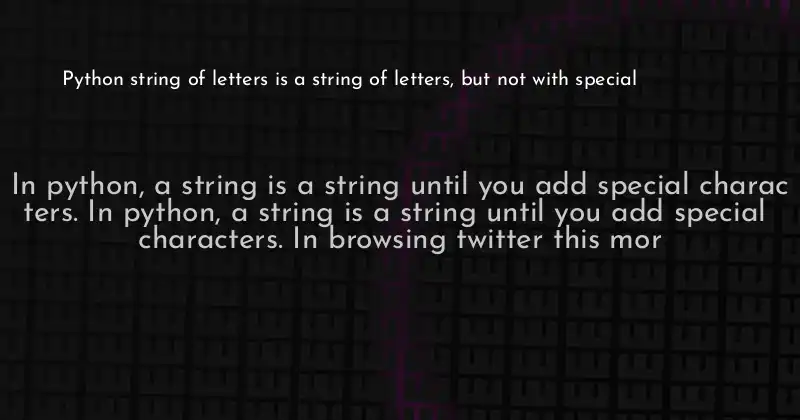 Python string of letters is a string of letters, but not with special
In python, a string is a string until you add special charac
ters. In python, a string is a string until you add special
characters. In browsing twitter this mor